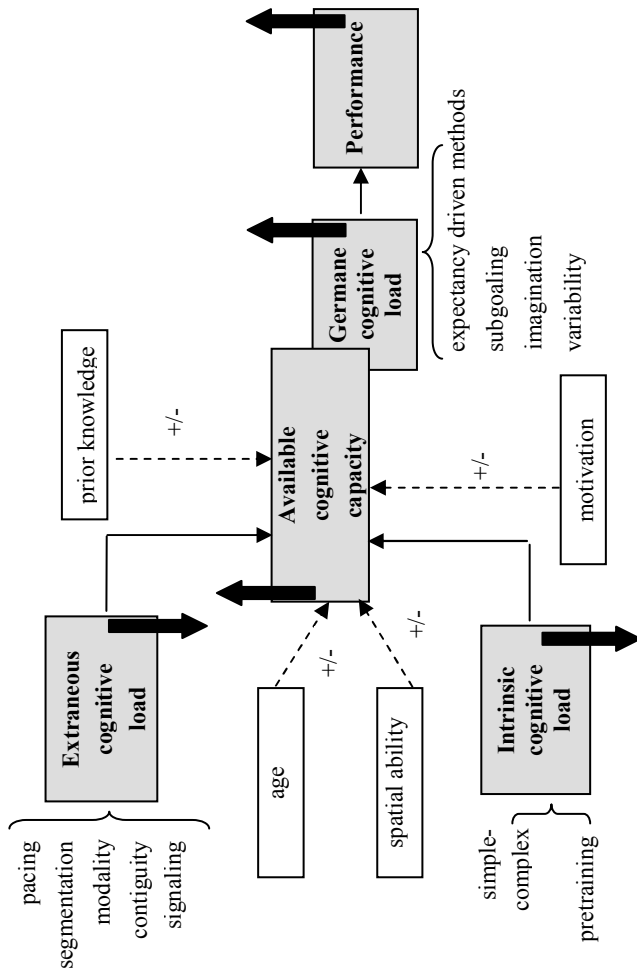 pacing
segmentation
modality
contiguity
signaling
Extraneous
cognitive
load
prior knowledge
+/-
age
+/-
spatial ability
+/-
Available
cognitive
capacity
Germane
cognitive
load
Performance
expectancy driven methods
subgoaling
imagination
variability
simple-
complex
pretraining
Intrinsic
cognitive
load
+/-
motivation